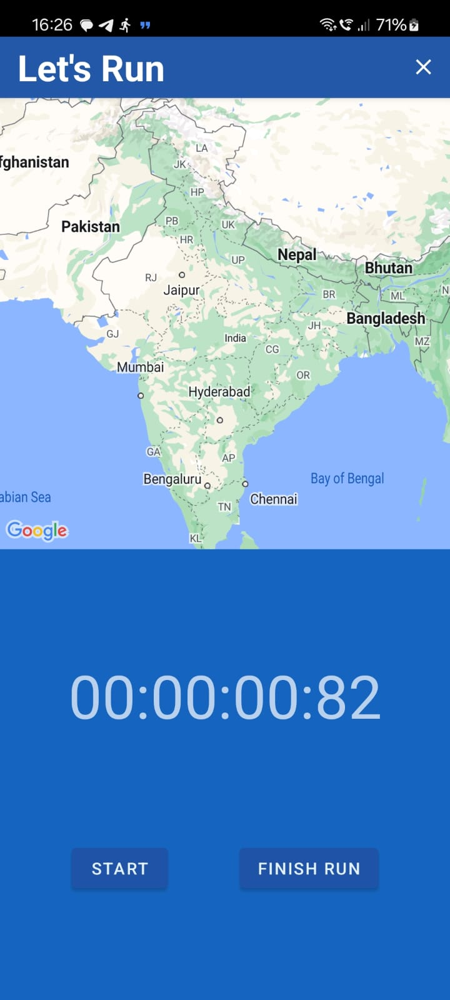 16:26 71%
Let's Run
LA
fghanistan
JK
HP
PB
Pakistan
UK
HR
Nepal
UP
Bhutan
RJ
Jaipur
BR
ML
N
Bangladesh
JH
GJ
India
MZ
CG
Mumbai
OR
Hyderabad
GA
AP
Bengaluru
Bay of Bengal
abian Sea
Chennai
TN
Google
KL
00:00:00:82
START
FINISH RUN